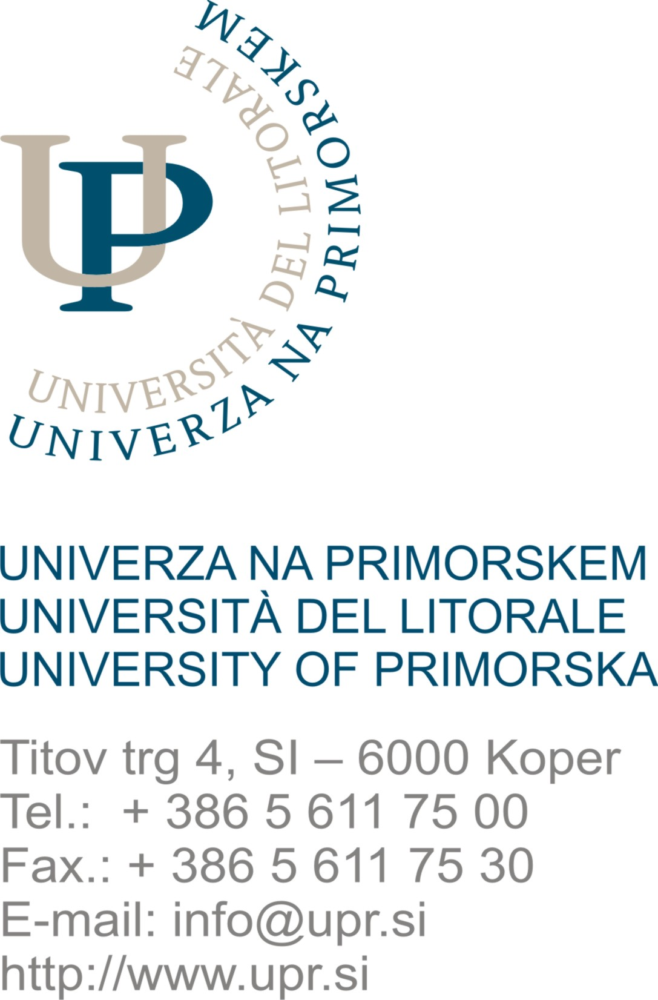 UNIVERZA NA PRIMORSKEM
UNIVERSITÀ DEL LITORALE
UP
UNIVERZA NA PRIMORSKEM
UNIVERSITÀ DEL LITORALE
UNIVERSITY OF PRIMORSKA
Titov trg 4, SI – 6000 Koper
Tel.: + 386 5 611 75 00
Fax.: + 386 5 611 75 30
E-mail: info@upr.si
http://www.upr.si